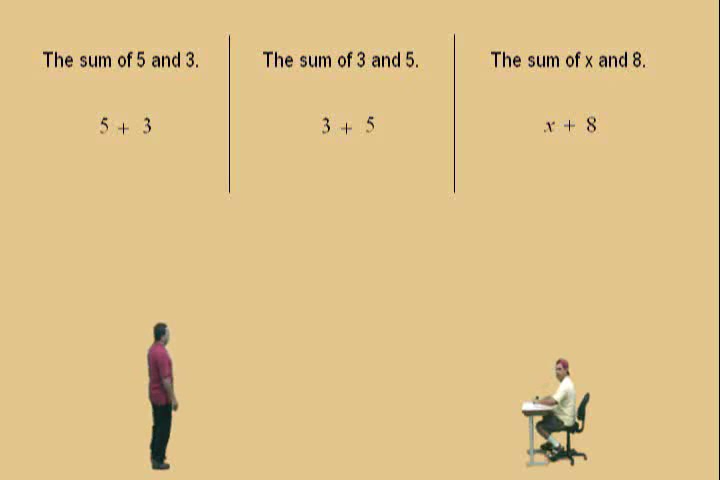 The sum of 5 and 3.
5 + 3
The sum of 3 and 5.
3 + 5
The sum of x and 8.
x + 8